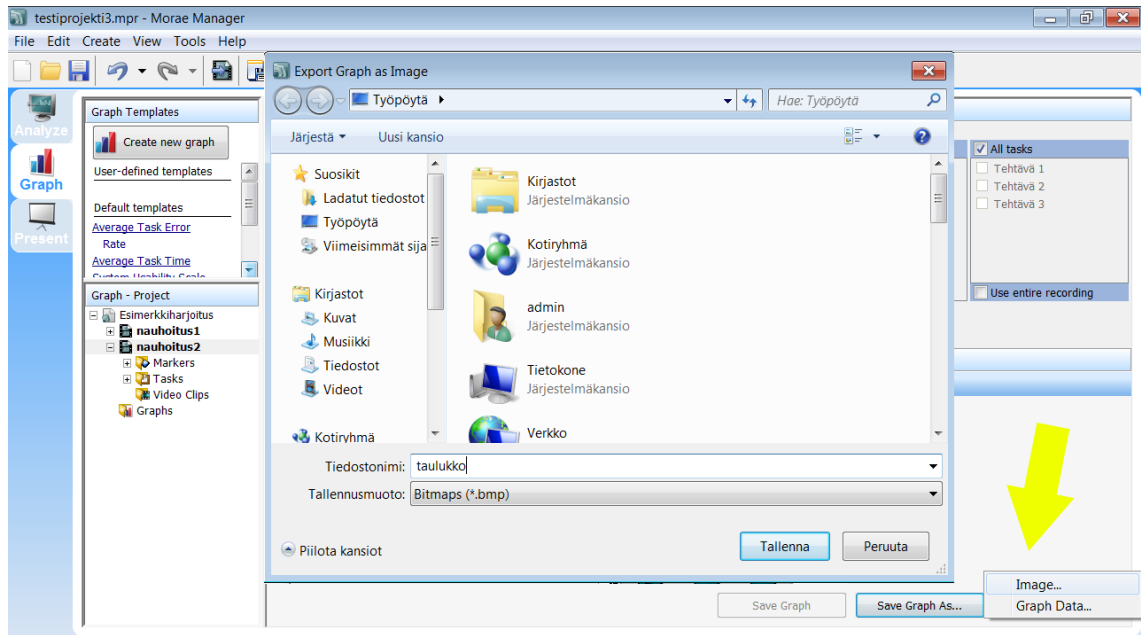 testiprojekti3.mpr - Morae Manager
File Edit Create View Tools Help
Analyze
Graph
Present
Graph Templates
Create new graph
User-defined templates
Default templates
Average Task Error
Rate
Average Task Time
System Usability Scale
Graph - Project
Esimerkkiharjoitus
nauhoitus1
nauhoitus2
Markers
Tasks
Video Clips
Graphs
Export Graph as Image
Työpöytä
Hae: Työpöytä
Järjestä
Uusi kansio
Suosikit
Ladatut tiedostot
Työpöytä
Viimeisimmät sija
Kirjastot
Kuvat
Musiikki
Tiedostot
Videot
Kotiryhmä
Kirjastot
Järjestelmäkansio
Kotiryhmä
Järjestelmäkansio
admin
Järjestelmäkansio
Tietokone
Järjestelmäkansio
Verkko
Tiedostonimi: taulukko
Tallennusmuoto: Bitmaps (*.bmp)
Piilota kansiot
Tallenna
Peruuta
All tasks
Tehtävä 1
Tehtävä 2
Tehtävä 3
Use entire recording
Save Graph
Save Graph As...
Image...
Graph Data...